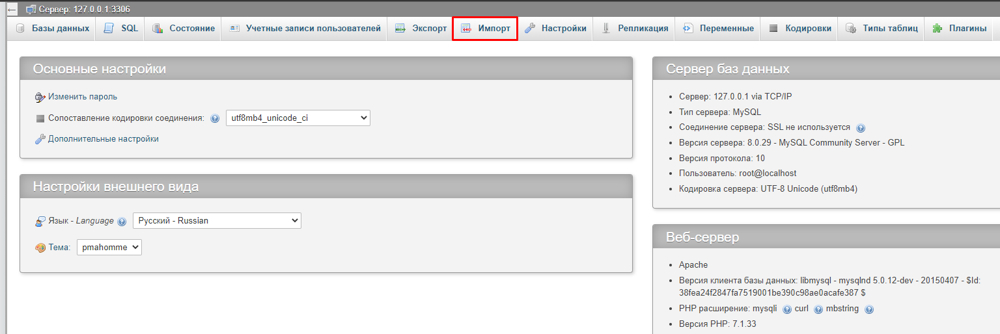 Сервер: 127.0.0.1:3306
Базы данных SQL Состояние Учетные записи пользователей Экспорт Импорт Настройки Репликация Переменные Кодировки Типы таблиц Плагины
Основные настройки
Изменить пароль
Сопоставление кодировки соединения: utf8mb4_unicode_ci
Дополнительные настройки
Настройки внешнего вида
Язык - Language Русский - Russian
Тема: pmahomme
Сервер баз данных
Сервер: 127.0.0.1 via TCP/IP
Тип сервера: MySQL
Соединение сервера: SSL не используется
Версия сервера: 8.0.29 - MySQL Community Server - GPL
Версия протокола: 10
Пользователь: root@localhost
Кодировка сервера: UTF-8 Unicode (utf8mb4)
Веб-сервер
Apache
Версия клиента базы данных: libmysql - mysqlnd 5.0.12-dev - 20150407 - $Id:
38fea24f2847fa7519001be390c98ae0acafe387 $
PHP расширение: mysqli curl mbstring
Версия PHP: 7.1.33